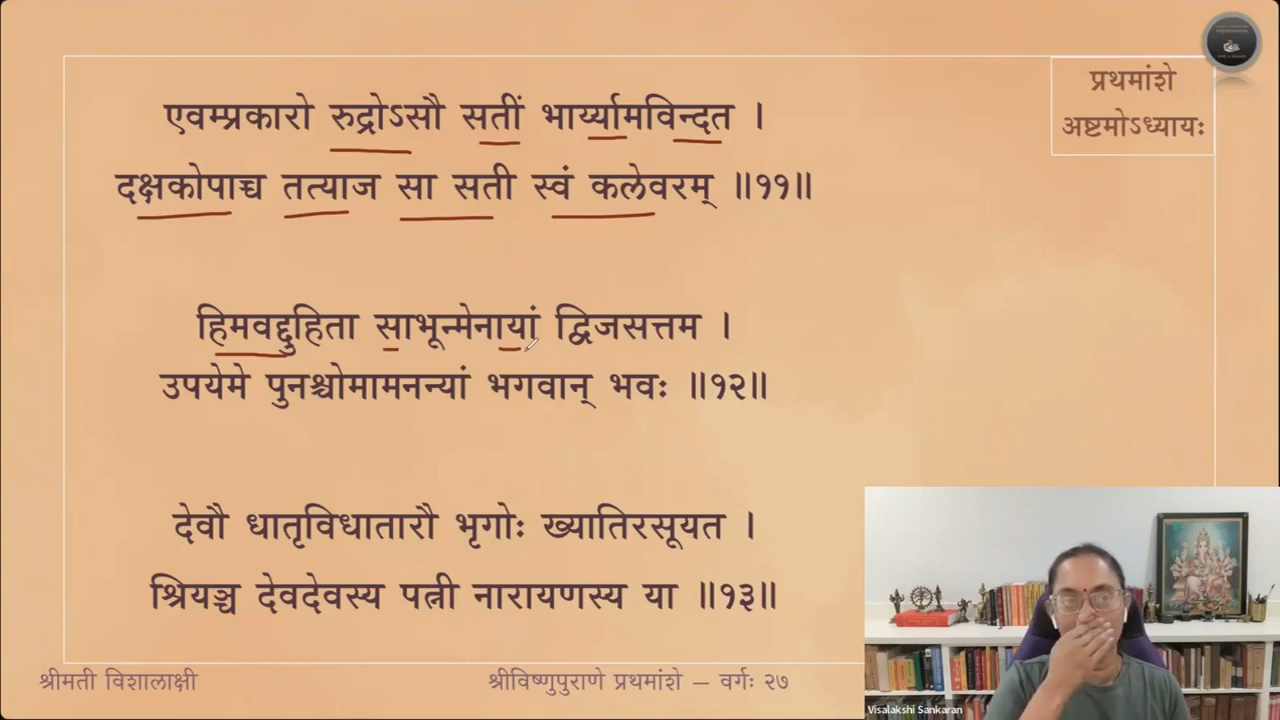 प्रथमांशे
अष्टमोऽध्यायः
एवम्प्रकारो रुद्रोऽसौ सतीं भार्य्यामविन्दत ।
दक्षकोपाच्च तत्याज सा सती स्वं कलेवरम् ॥११॥
हिमवद्दुहिता साभून्मेनायां द्विजसत्तम ।
उपयेमे पुनश्चोमामनन्यां भगवान् भवः ॥१२॥
देवौ धातृविधातारौ भृगोः ख्यातिरसूयत ।
श्रियञ्च देवदेवस्य पत्नी नारायणस्य या ॥१३॥
श्रीमती विशालाक्षी
श्रीविष्णुपुराणे प्रथमांशे – वर्गः २७
Visalakshi Sankaran